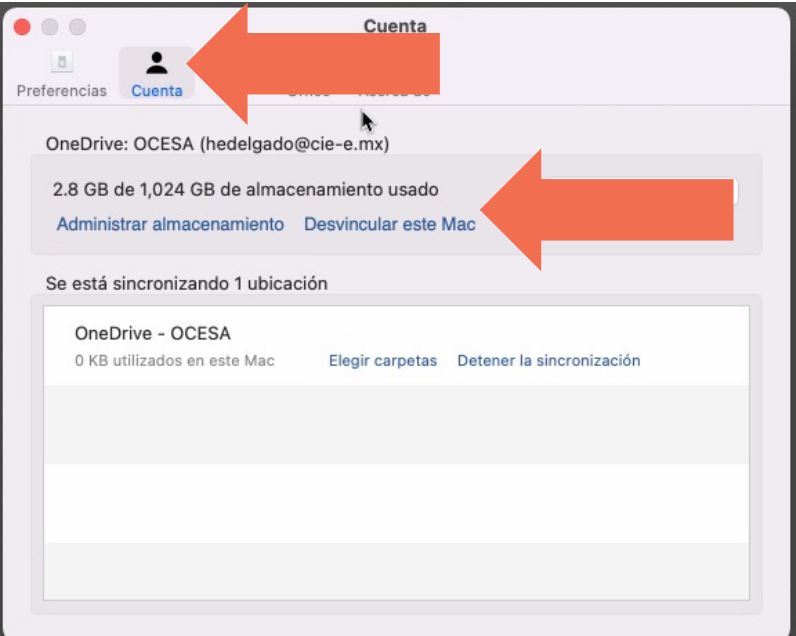 Cuenta
Preferencias Cuenta
OneDrive: OCESA (hedelgado@cie-e.mx)
2.8 GB de 1,024 GB de almacenamiento usado
Administrar almacenamiento Desvincular este Mac
Se está sincronizando 1 ubicación
OneDrive - OCESA
0 KB utilizados en este Mac Elegir carpetas Detener la sincronización